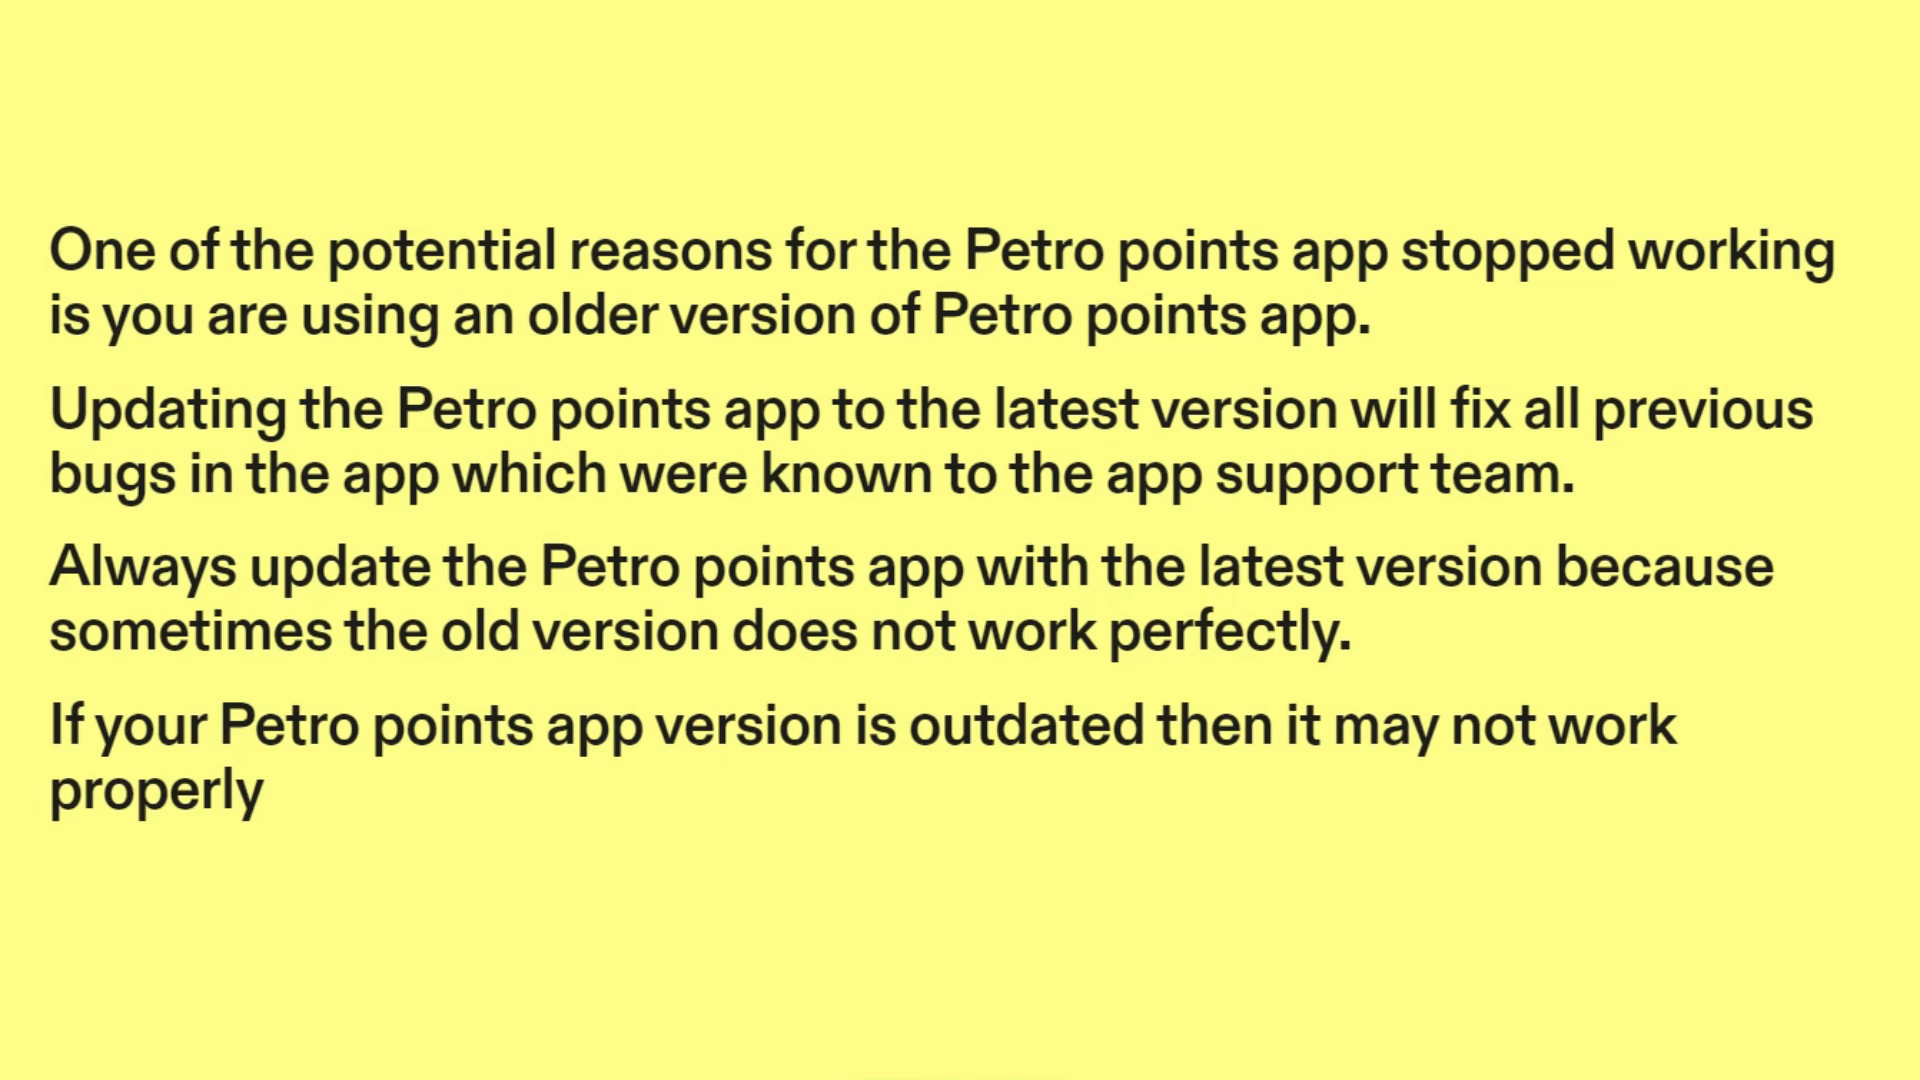 One of the potential reasons for the Petro points app stopped working
is you are using an older version of Petro points app.
Updating the Petro points app to the latest version will fix all previous
bugs in the app which were known to the app support team.
Always update the Petro points app with the latest version because
sometimes the old version does not work perfectly.
If your Petro points app version is outdated then it may not work
properly